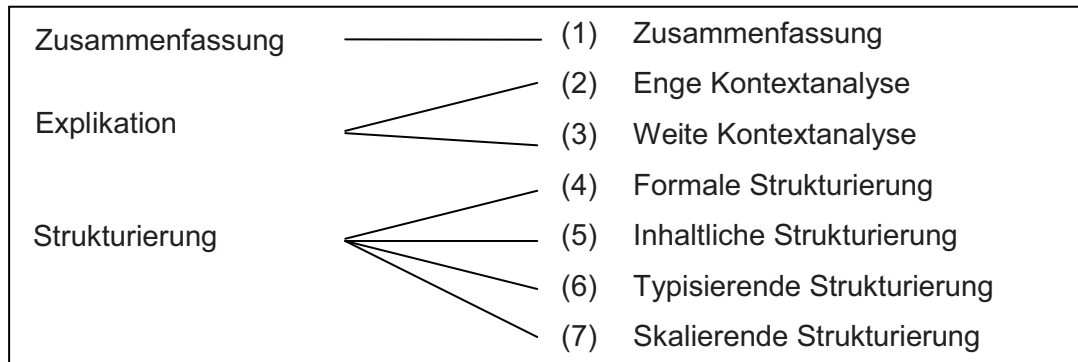 Zusammenfassung (1) Zusammenfassung
(2) Enge Kontextanalyse
Explikation (3) Weite Kontextanalyse
(4) Formale Strukturierung
Strukturierung (5) Inhaltliche Strukturierung
(6) Typisierende Strukturierung
(7) Skalierende Strukturierung